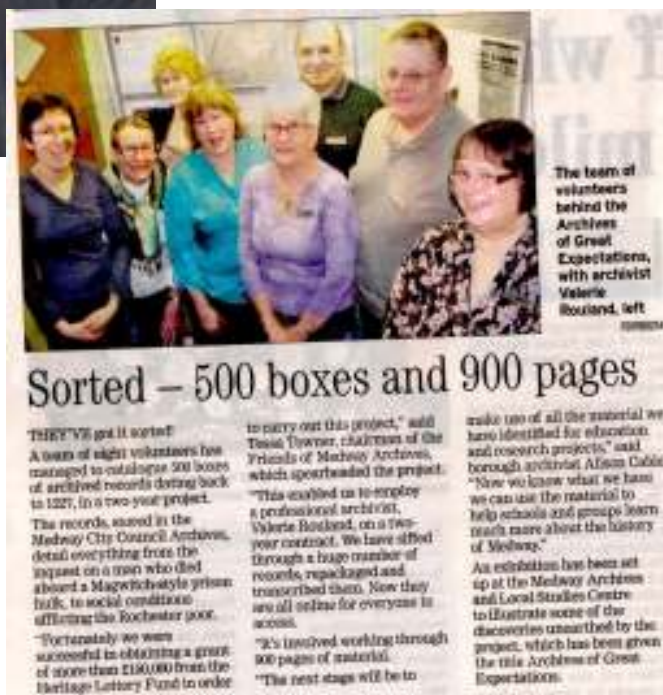 The team of
volunteers
behind the
Archives
of Great
Expectations,
with archivist
Valerie
Rouland, left
Sorted – 500 boxes and 900 pages
THEY'VE got it sorted!
A team of eight volunteers has
managed to catalogue 500 boxes
of archived records dating back
to 1227, in a two-year project.
The records, stored in the
Medway City Council Archives,
detail everything from the
inquest on a man who died
aboard a Magwitch-style prison
hulk, to social conditions
afflicting the Rochester poor.
"Fortunately we were
successful in obtaining a grant
of more than from the
Heritage Lottery Fund in order
to carry out this project," said
Tessa Towner, chairman of the
Friends of Medway Archives,
which spearheaded the project.
"This enabled us to employ
a professional archivist,
Valerie Rouland, on a two-
year contract. We have sifted
through a huge number of
records, repackaged and
transcribed them. Now they
are all online for everyone to
access.
"It's involved working through
900 pages of material.
"The next stage will be to
make use of all the material we
have identified for education
and research projects," said
borough archivist Alison Cable
"Now we know what we have
we can use the material to
help schools and groups learn
much more about the history
of Medway."
An exhibition has been set
up at the Medway Archives
and Local Studies Centre
to illustrate some of the
discoveries unearthed by the
project, which has been given
the title Archives of Great
Expectations.